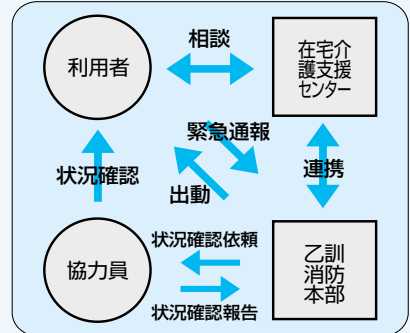 相談
利用者
在宅介
護支援
センター
緊急通報
状況確認
出動
連携
状況確認依頼
協力員
乙訓
消防
本部
状況確認報告